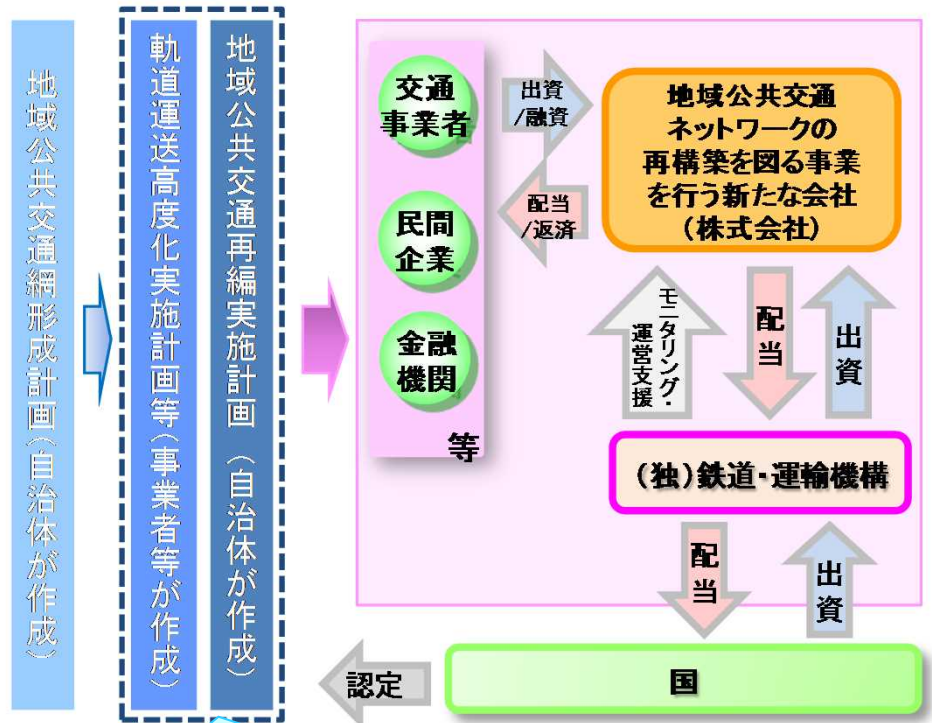 地域公共交通網形成計画(自治体が作成)
軌道運送高度化実施計画等(事業者等が作成)
地域公共交通再編実施計画 (自治体が作成)
交通
事業者
民間
企業
金融
機関
等
出資
/融資
配当
/返済
地域公共交通
ネットワークの
再構築を図る事業
を行う新たな会社
(株式会社)
モニタリング・
運営支援
配当
出資
(独)鉄道・運輸機構
配当
出資
認定
国